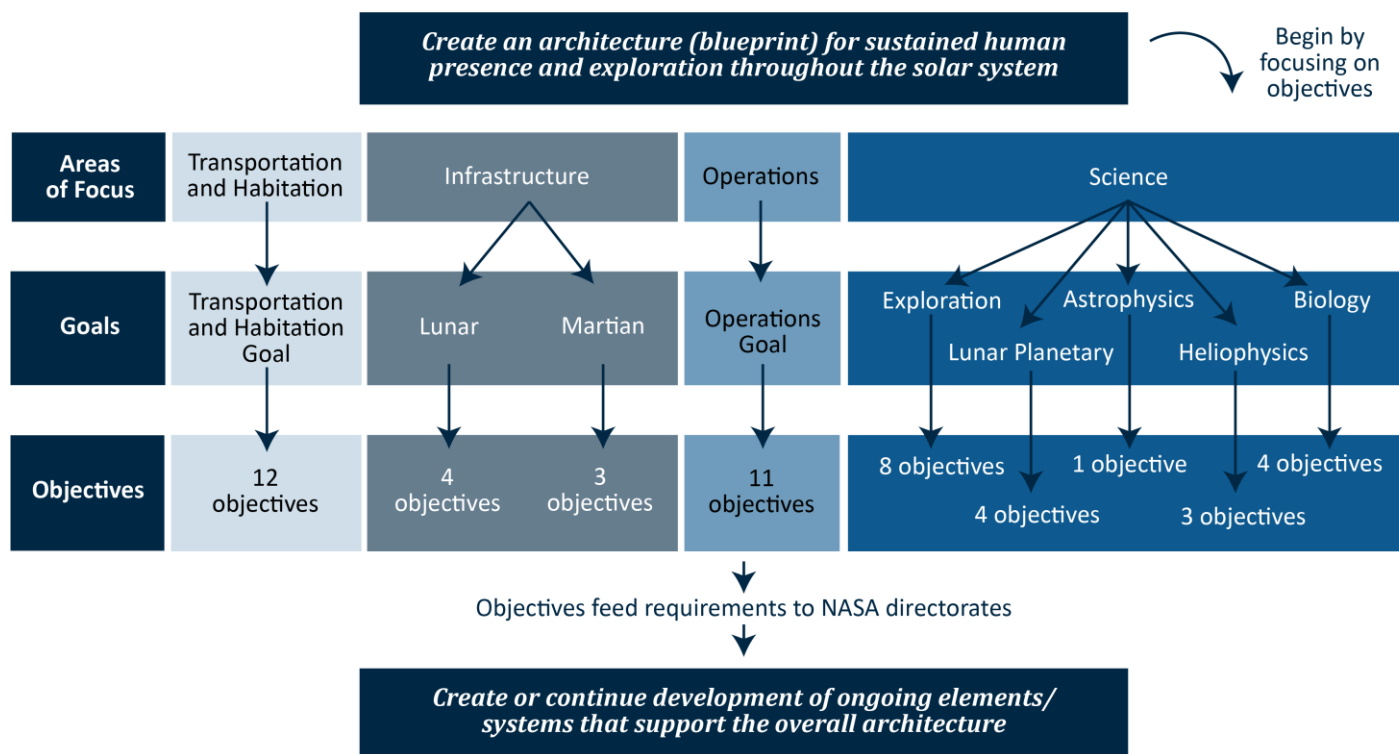 Create an architecture (blueprint) for sustained human
presence and exploration throughout the solar system
Begin by
focusing on
objectives
Areas
of Focus
Transportation
and Habitation
Infrastructure
Operations
Science
Goals
Transportation
and Habitation
Goal
Lunar
Martian
Operations
Goal
Exploration
Astrophysics
Biology
Lunar Planetary
Heliophysics
Objectives
12
objectives
4
objectives
3
objectives
11
objectives
8 objectives
1 objective
4 objectives
4 objectives
3 objectives
Objectives feed requirements to NASA directorates
Create or continue development of ongoing elements/
systems that support the overall architecture